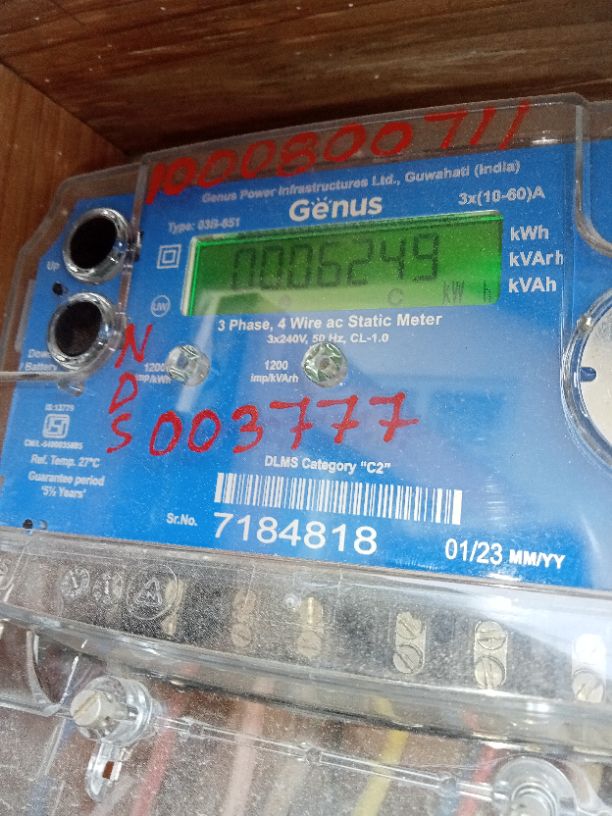 1000800711
Genus Power Infrastructures Ltd., Guwahati (India)
Genus
3x(10-60)A
Type: 03B-651
UP
0006249
kW h
C
kWh
kVArh
kVAh
UW
3 Phase, 4 Wire ac Static Meter
3x240V, 50 Hz, CL-1.0
Down
/ Battery
1200
imp/kWh
1200
imp/kVArh
NDS 003777
IS:13779
Ref. Temp. 27°C
Guarantee period
'5½ Years'
DLMS Category "C2"
Sr.No. 7184818
01/23 MM/YY